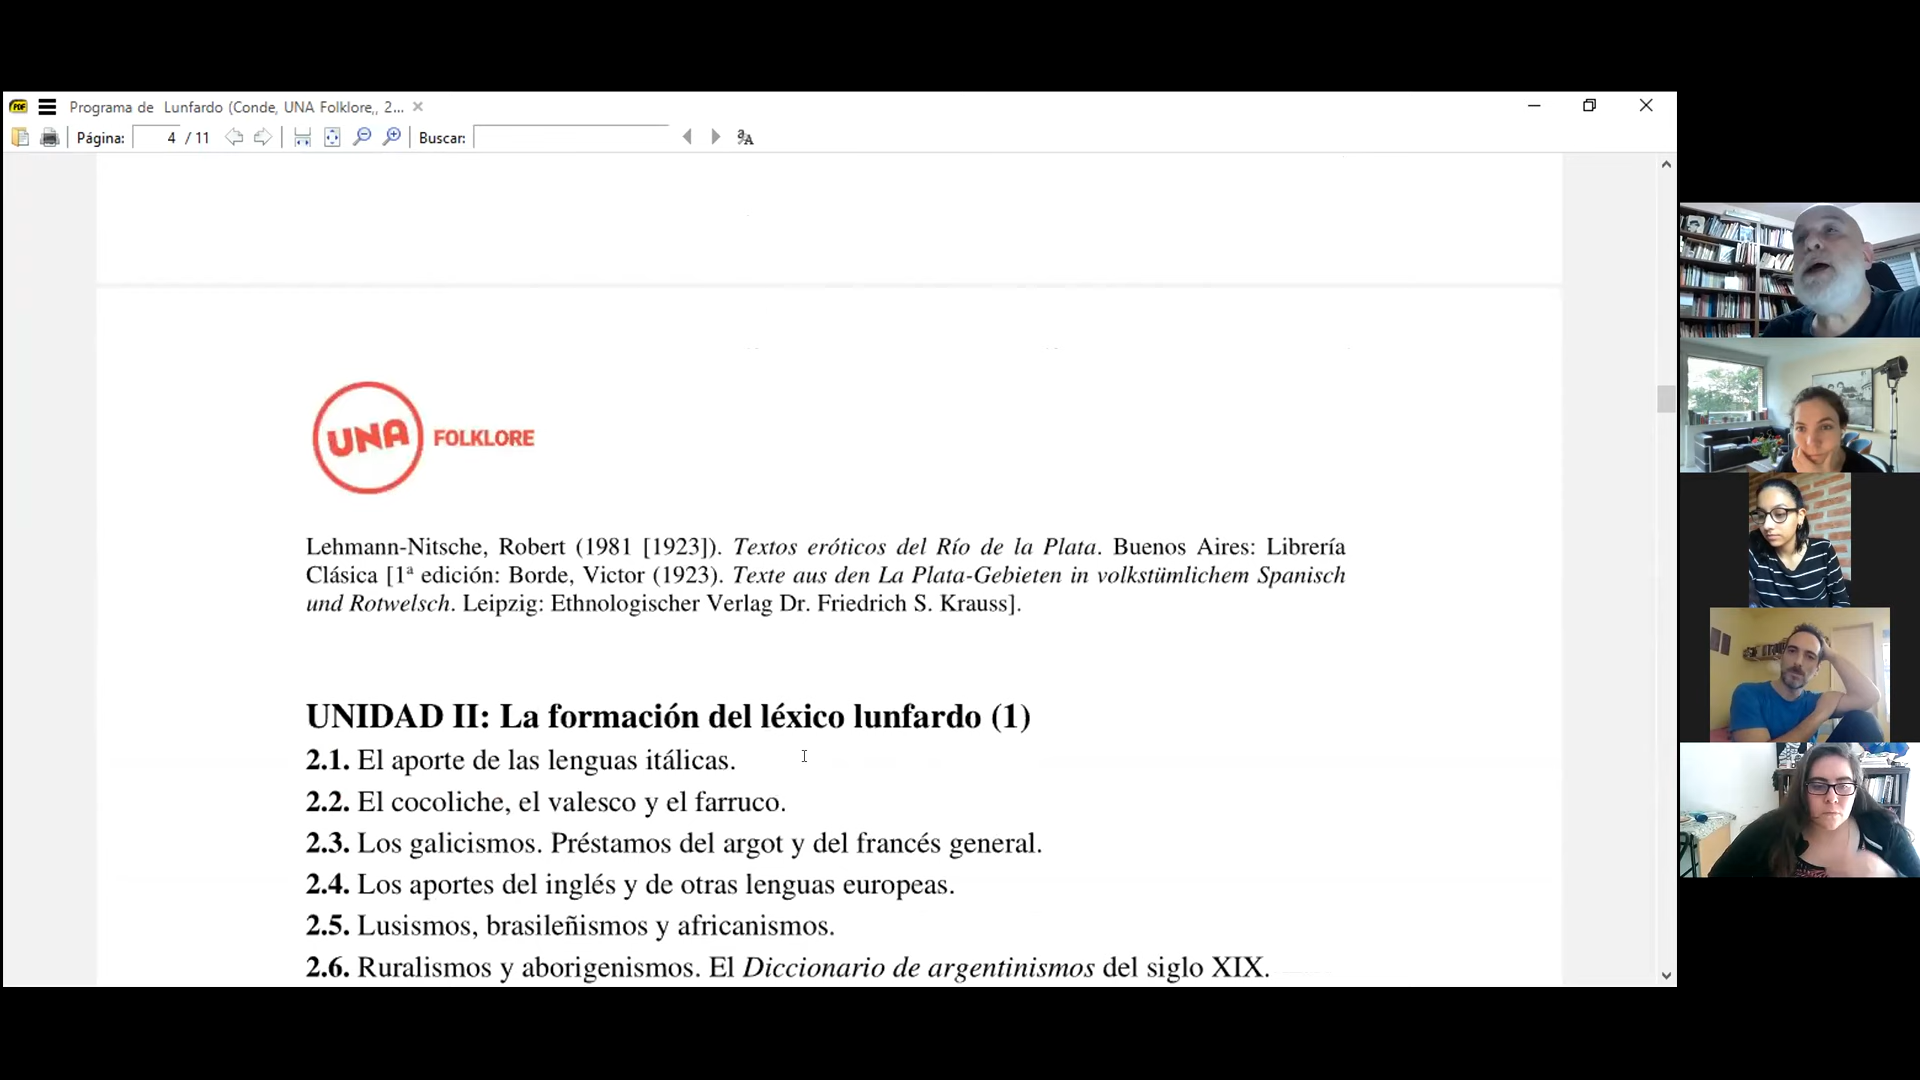 Programa de Lunfardo (Conde, UNA Folklore,, 2...
Página: 4 / 11 Buscar:
UNA FOLKLORE
Lehmann-Nitsche, Robert (1981 [1923]). Textos eróticos del Río de la Plata. Buenos Aires: Librería
Clásica [1ª edición: Borde, Victor (1923). Texte aus den La Plata-Gebieten in volkstümlichem Spanisch
und Rotwelsch. Leipzig: Ethnologischer Verlag Dr. Friedrich S. Krauss].
UNIDAD II: La formación del léxico lunfardo (1)
2.1. El aporte de las lenguas itálicas.
2.2. El cocoliche, el valesco y el farruco.
2.3. Los galicismos. Préstamos del argot y del francés general.
2.4. Los aportes del inglés y de otras lenguas europeas.
2.5. Lusismos, brasileñismos y africanismos.
2.6. Ruralismos y aborigenismos. El Diccionario de argentinismos del siglo XIX.